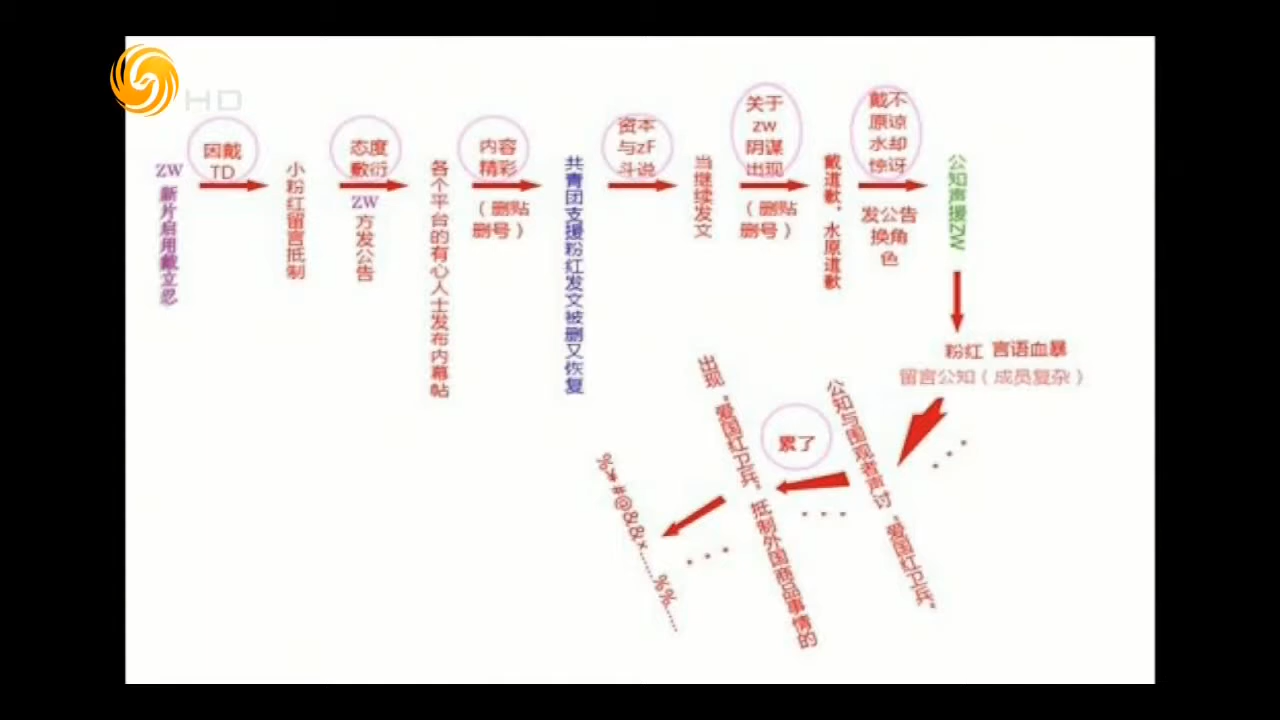 HD
ZW新片启用戴立忍
因戴
TD
小粉红留言抵制
态度
敷衍
ZW
方发公告
各个平台的有心人士发布内幕帖
内容
精彩
（删贴
删号）
共青团支援粉红发文被删又恢复
资本
与zF
斗说
当继续发文
关于
zw
阴谋
出现
（删贴
删号）
戴道歉，水原道歉
戴不
原谅
水却
惊讶
发公告
换角
色
公知声援ZW
粉红 言语血暴
留言公知（成员复杂）
...
公知与围观者声讨“爱国红卫兵”
累了
...
出现“爱国红卫兵”抵制外国商品事情的
...
%*#@&&×……%%……